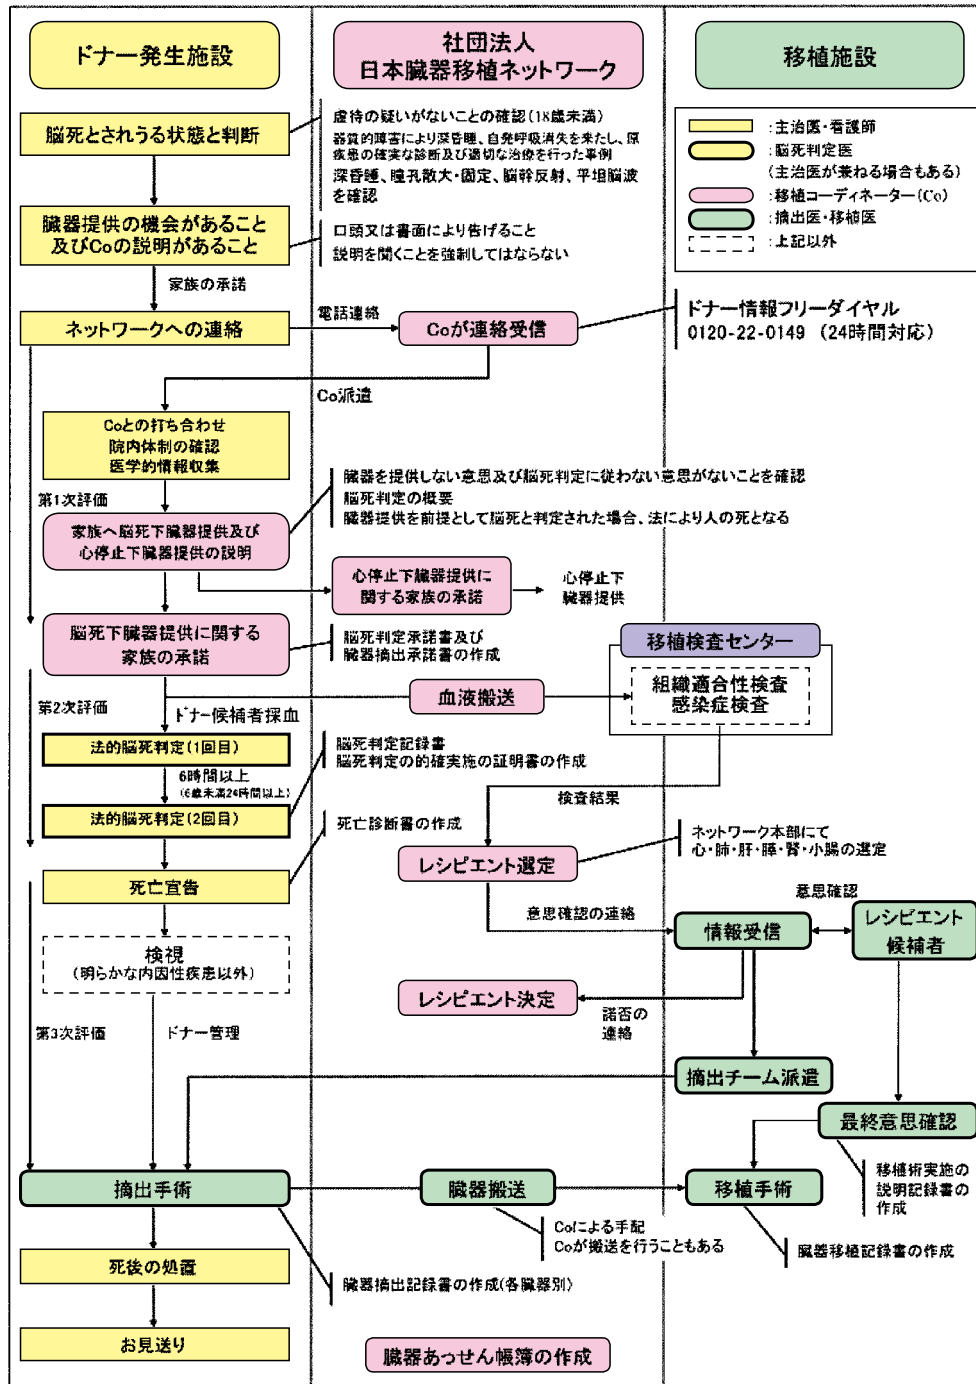 ドナー発生施設
社団法人
日本臓器移植ネットワーク
移植施設
脳死とされうる状態と判断
虐待の疑いがないことの確認(18歳未満)
器質的障害により深昏睡、自発呼吸消失を来たし、原
疾患の確実な診断及び適切な治療を行った事例
深昏睡、瞳孔散大・固定、脳幹反射、平坦脳波
を確認
:主治医・看護師
:脳死判定医
(主治医が兼ねる場合もある)
:移植コーディネーター(Co)
:摘出医・移植医
:上記以外
臓器提供の機会があること
及びCoの説明があること
口頭又は書面により告げること
説明を聞くことを強制してはならない
家族の承諾
ネットワークへの連絡
電話連絡
Coが連絡受信
ドナー情報フリーダイヤル
0120-22-0149 (24時間対応)
Co派遣
Coとの打ち合わせ
院内体制の確認
医学的情報収集
第1次評価
臓器を提供しない意思及び脳死判定に従わない意思がないことを確認
脳死判定の概要
臓器提供を前提として脳死と判定された場合、法により人の死となる
家族へ脳死下臓器提供及び
心停止下臓器提供の説明
心停止下臓器提供に
関する家族の承諾
心停止下
臓器提供
脳死下臓器提供に関する
家族の承諾
脳死判定承諾書及び
臓器摘出承諾書の作成
移植検査センター
組織適合性検査
感染症検査
血液搬送
第2次評価
ドナー候補者採血
法的脳死判定(1回目)
脳死判定記録書
脳死判定の的確実施の証明書の作成
6時間以上
(6歳未満24時間以上)
法的脳死判定(2回目)
検査結果
死亡診断書の作成
レシピエント選定
ネットワーク本部にて
心・肺・肝・膵・腎・小腸の選定
死亡宣告
意思確認の連絡
意思確認
情報受信
レシピエント
候補者
検視
(明らかな内因性疾患以外)
レシピエント決定
諾否の
連絡
第3次評価
ドナー管理
摘出チーム派遣
最終意思確認
移植術実施の
説明記録書の
作成
摘出手術
臓器搬送
移植手術
Coによる手配
Coが搬送を行うこともある
臓器移植記録書の作成
死後の処置
臓器摘出記録書の作成(各臓器別)
お見送り
臓器あっせん帳簿の作成